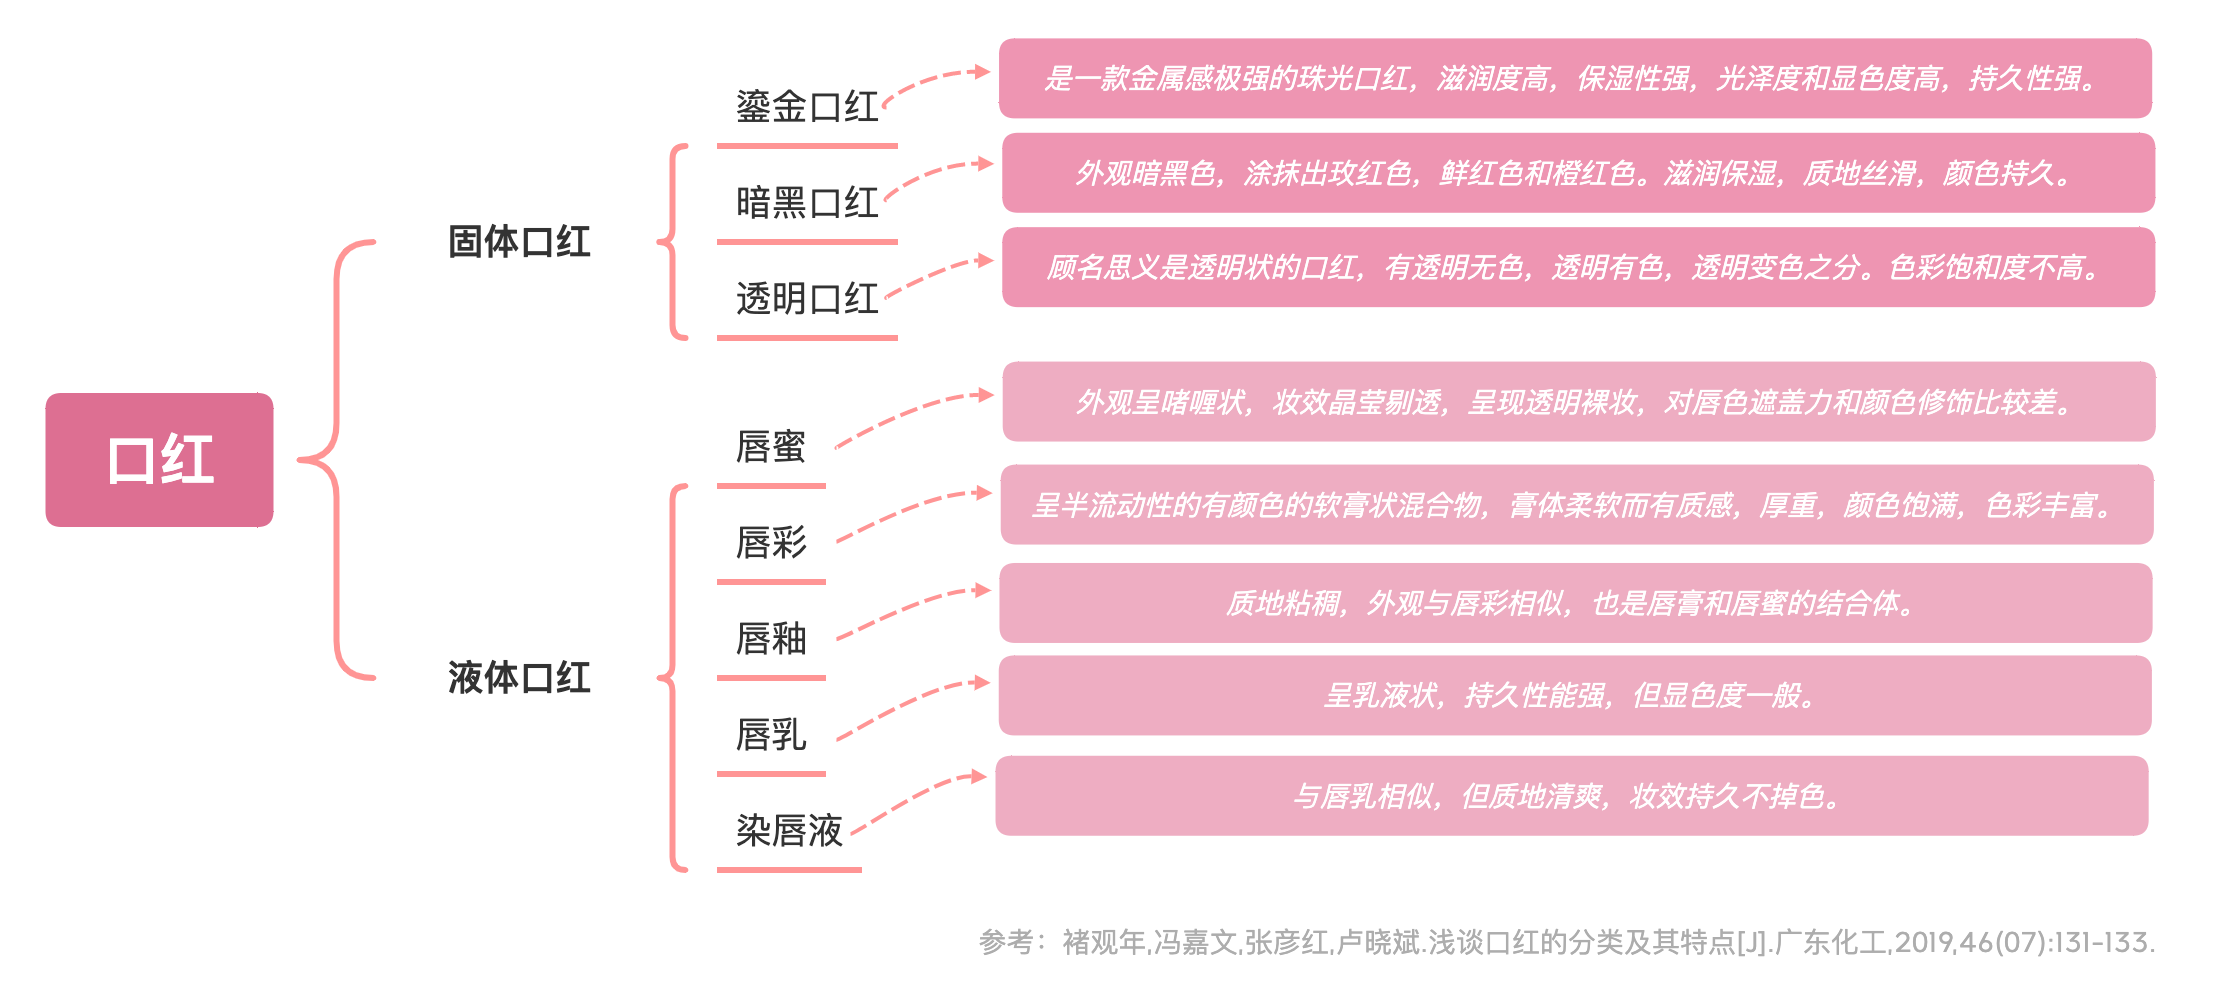 口红
固体口红
鎏金口红
是一款金属感极强的珠光口红，滋润度高，保湿性强，光泽度和显色度高，持久性强。
暗黑口红
外观暗黑色，涂抹出玫红色，鲜红色和橙红色。滋润保湿，质地丝滑，颜色持久。
透明口红
顾名思义是透明状的口红，有透明无色，透明有色，透明变色之分。色彩饱和度不高。
液体口红
唇蜜
外观呈啫喱状，妆效晶莹剔透，呈现透明裸妆，对唇色遮盖力和颜色修饰比较差。
唇彩
呈半流动性的有颜色的软膏状混合物，膏体柔软而有质感，厚重，颜色饱满，色彩丰富。
唇釉
质地粘稠，外观与唇彩相似，也是唇膏和唇蜜的结合体。
唇乳
呈乳液状，持久性能强，但显色度一般。
染唇液
与唇乳相似，但质地清爽，妆效持久不掉色。
参考：褚观年,冯嘉文,张彦红,卢晓斌.浅谈口红的分类及其特点[J].广东化工,2019,46(07):131-133.